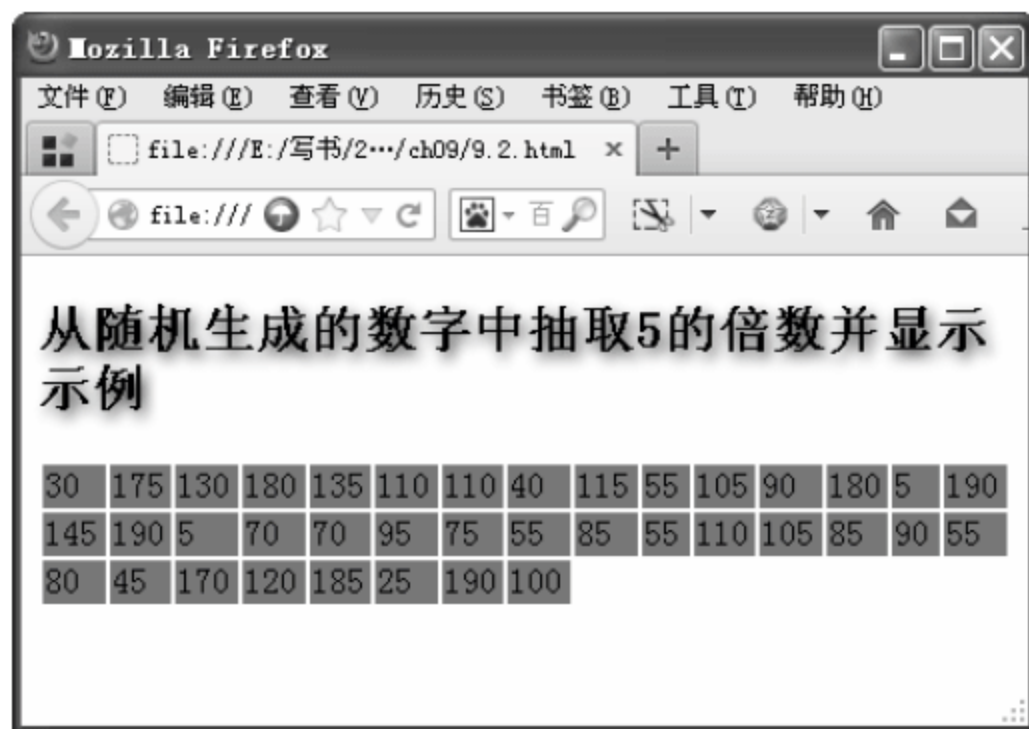 Mozilla Firefox
文件(F) 编辑(E) 查看(V) 历史(S) 书签(B) 工具(T) 帮助(H)
file:///E:/写书/2…/ch09/9.2.html × +
file:/// 百
从随机生成的数字中抽取5的倍数并显示
示例
30 175 130 180 135 110 110 40 115 55 105 90 180 5 190
145 190 5 70 70 95 75 55 85 55 110 105 85 90 55
80 45 170 120 185 25 190 100